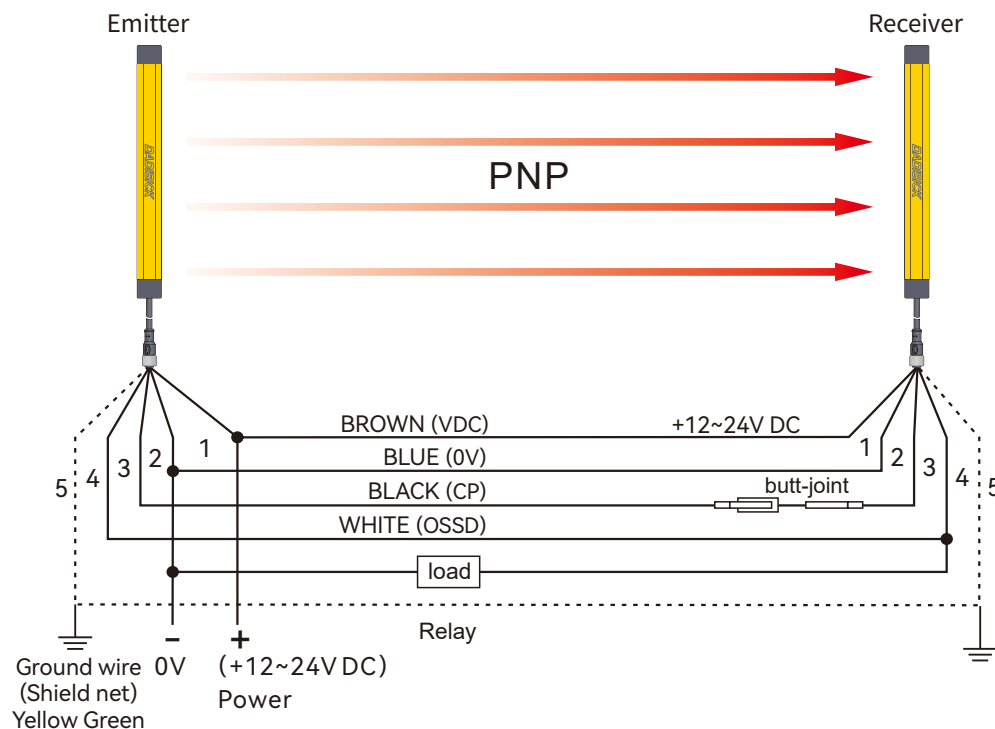 Emitter
Receiver
DADISICK
DADISICK
PNP
BROWN (VDC)
+12~24V DC
BLUE (0V)
BLACK (CP)
butt-joint
WHITE (OSSD)
load
Relay
5
4
3
2
1
1
2
3
4
5
-
+
Ground wire
(Shield net)
Yellow Green
0V
(+12~24V DC)
Power